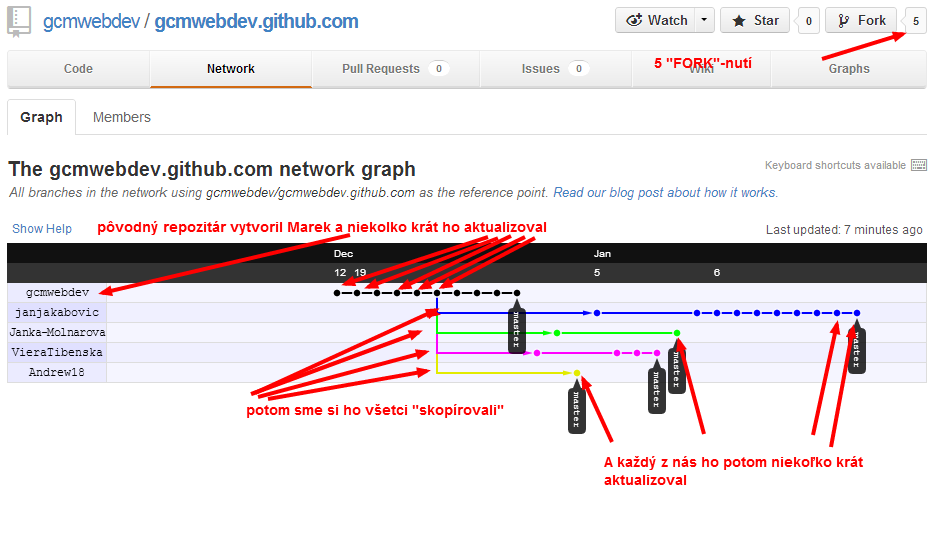 gcmwebdev / gcmwebdev.github.com
Watch
Star
0
Fork
5
Code
Network
Pull Requests 0
Issues 0
Wiki
Graphs
5 "FORK"-nutí
Graph
Members
The gcmwebdev.github.com network graph
Keyboard shortcuts available
All branches in the network using gcmwebdev/gcmwebdev.github.com as the reference point. Read our blog post about how it works.
Show Help
pôvodný repozitár vytvoril Marek a niekolko krát ho aktualizoval
Last updated: 7 minutes ago
Dec
Jan
12 19
5
6
gcmwebdev
janjakabovic
Janka-Molnarova
VieraTibenska
Andrew18
master
master
master
master
master
potom sme si ho všetci "skopírovali"
A každý z nás ho potom niekoľko krát
aktualizoval